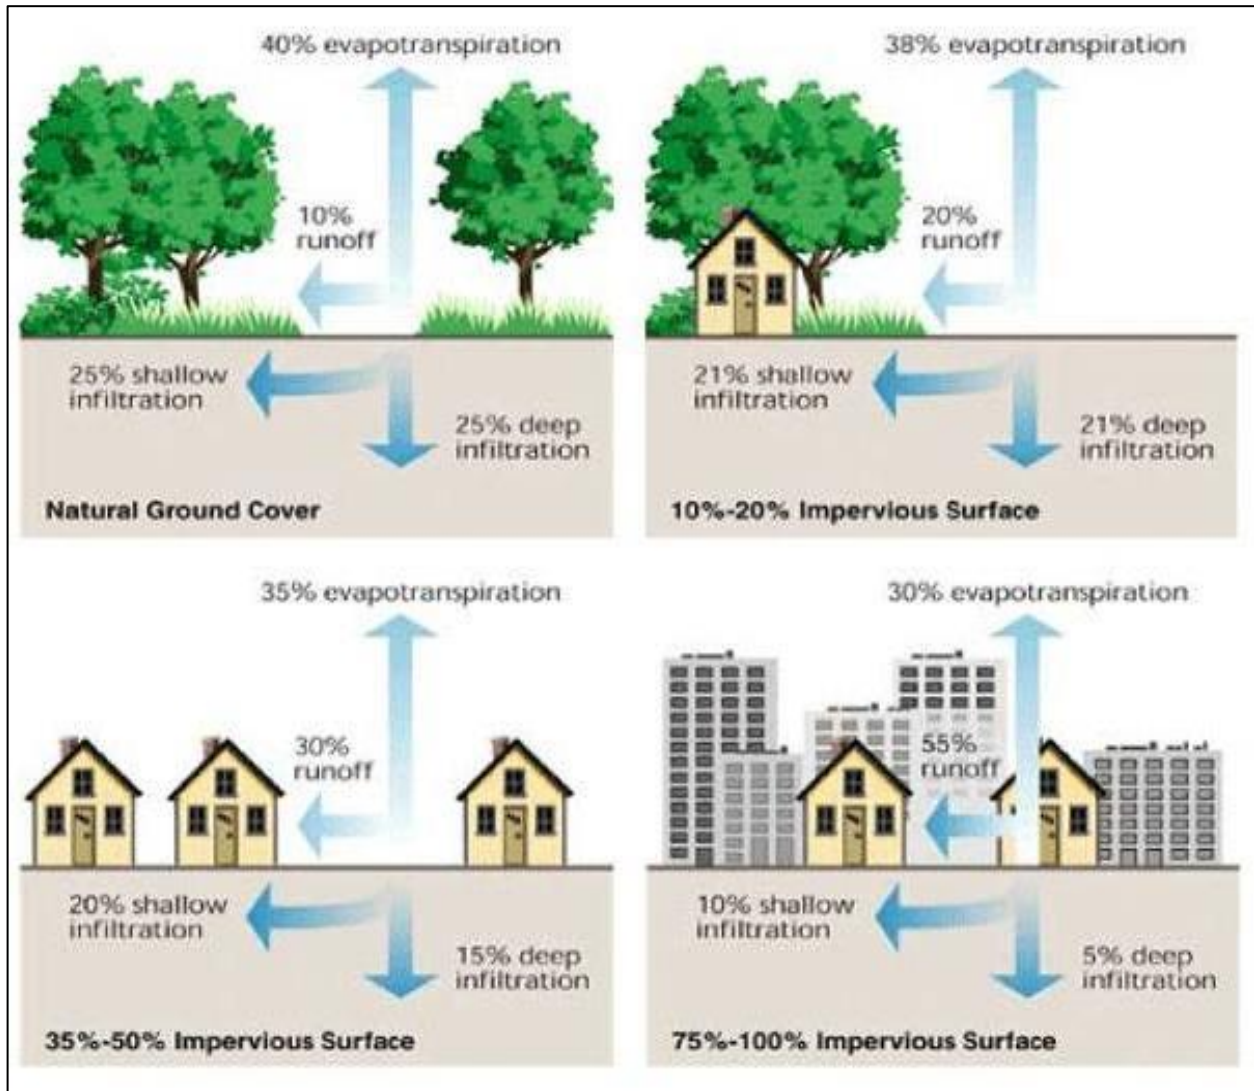 40% evapotranspiration
10%
runoff
25% shallow
infiltration
25% deep
infiltration
Natural Ground Cover
38% evapotranspiration
20%
runoff
21% shallow
infiltration
21% deep
infiltration
10%-20% Impervious Surface
35% evapotranspiration
30%
runoff
20% shallow
infiltration
15% deep
infiltration
35%-50% Impervious Surface
30% evapotranspiration
55%
runoff
10% shallow
infiltration
5% deep
infiltration
75%-100% Impervious Surface